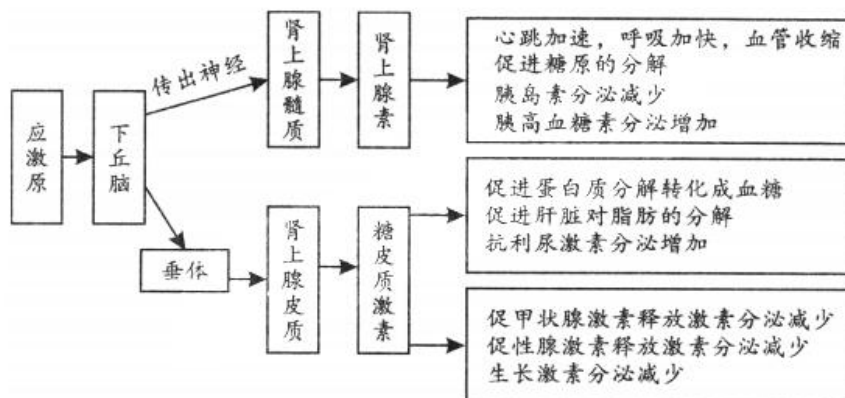 应激原
下丘脑
传出神经
垂体
肾上腺髓质
肾上腺素
心跳加速，呼吸加快，血管收缩
促进糖原的分解
胰岛素分泌减少
胰高血糖素分泌增加
肾上腺皮质
糖皮质激素
促进蛋白质分解转化成血糖
促进肝脏对脂肪的分解
抗利尿激素分泌增加
促甲状腺激素释放激素分泌减少
促性腺激素释放激素分泌减少
生长激素分泌减少